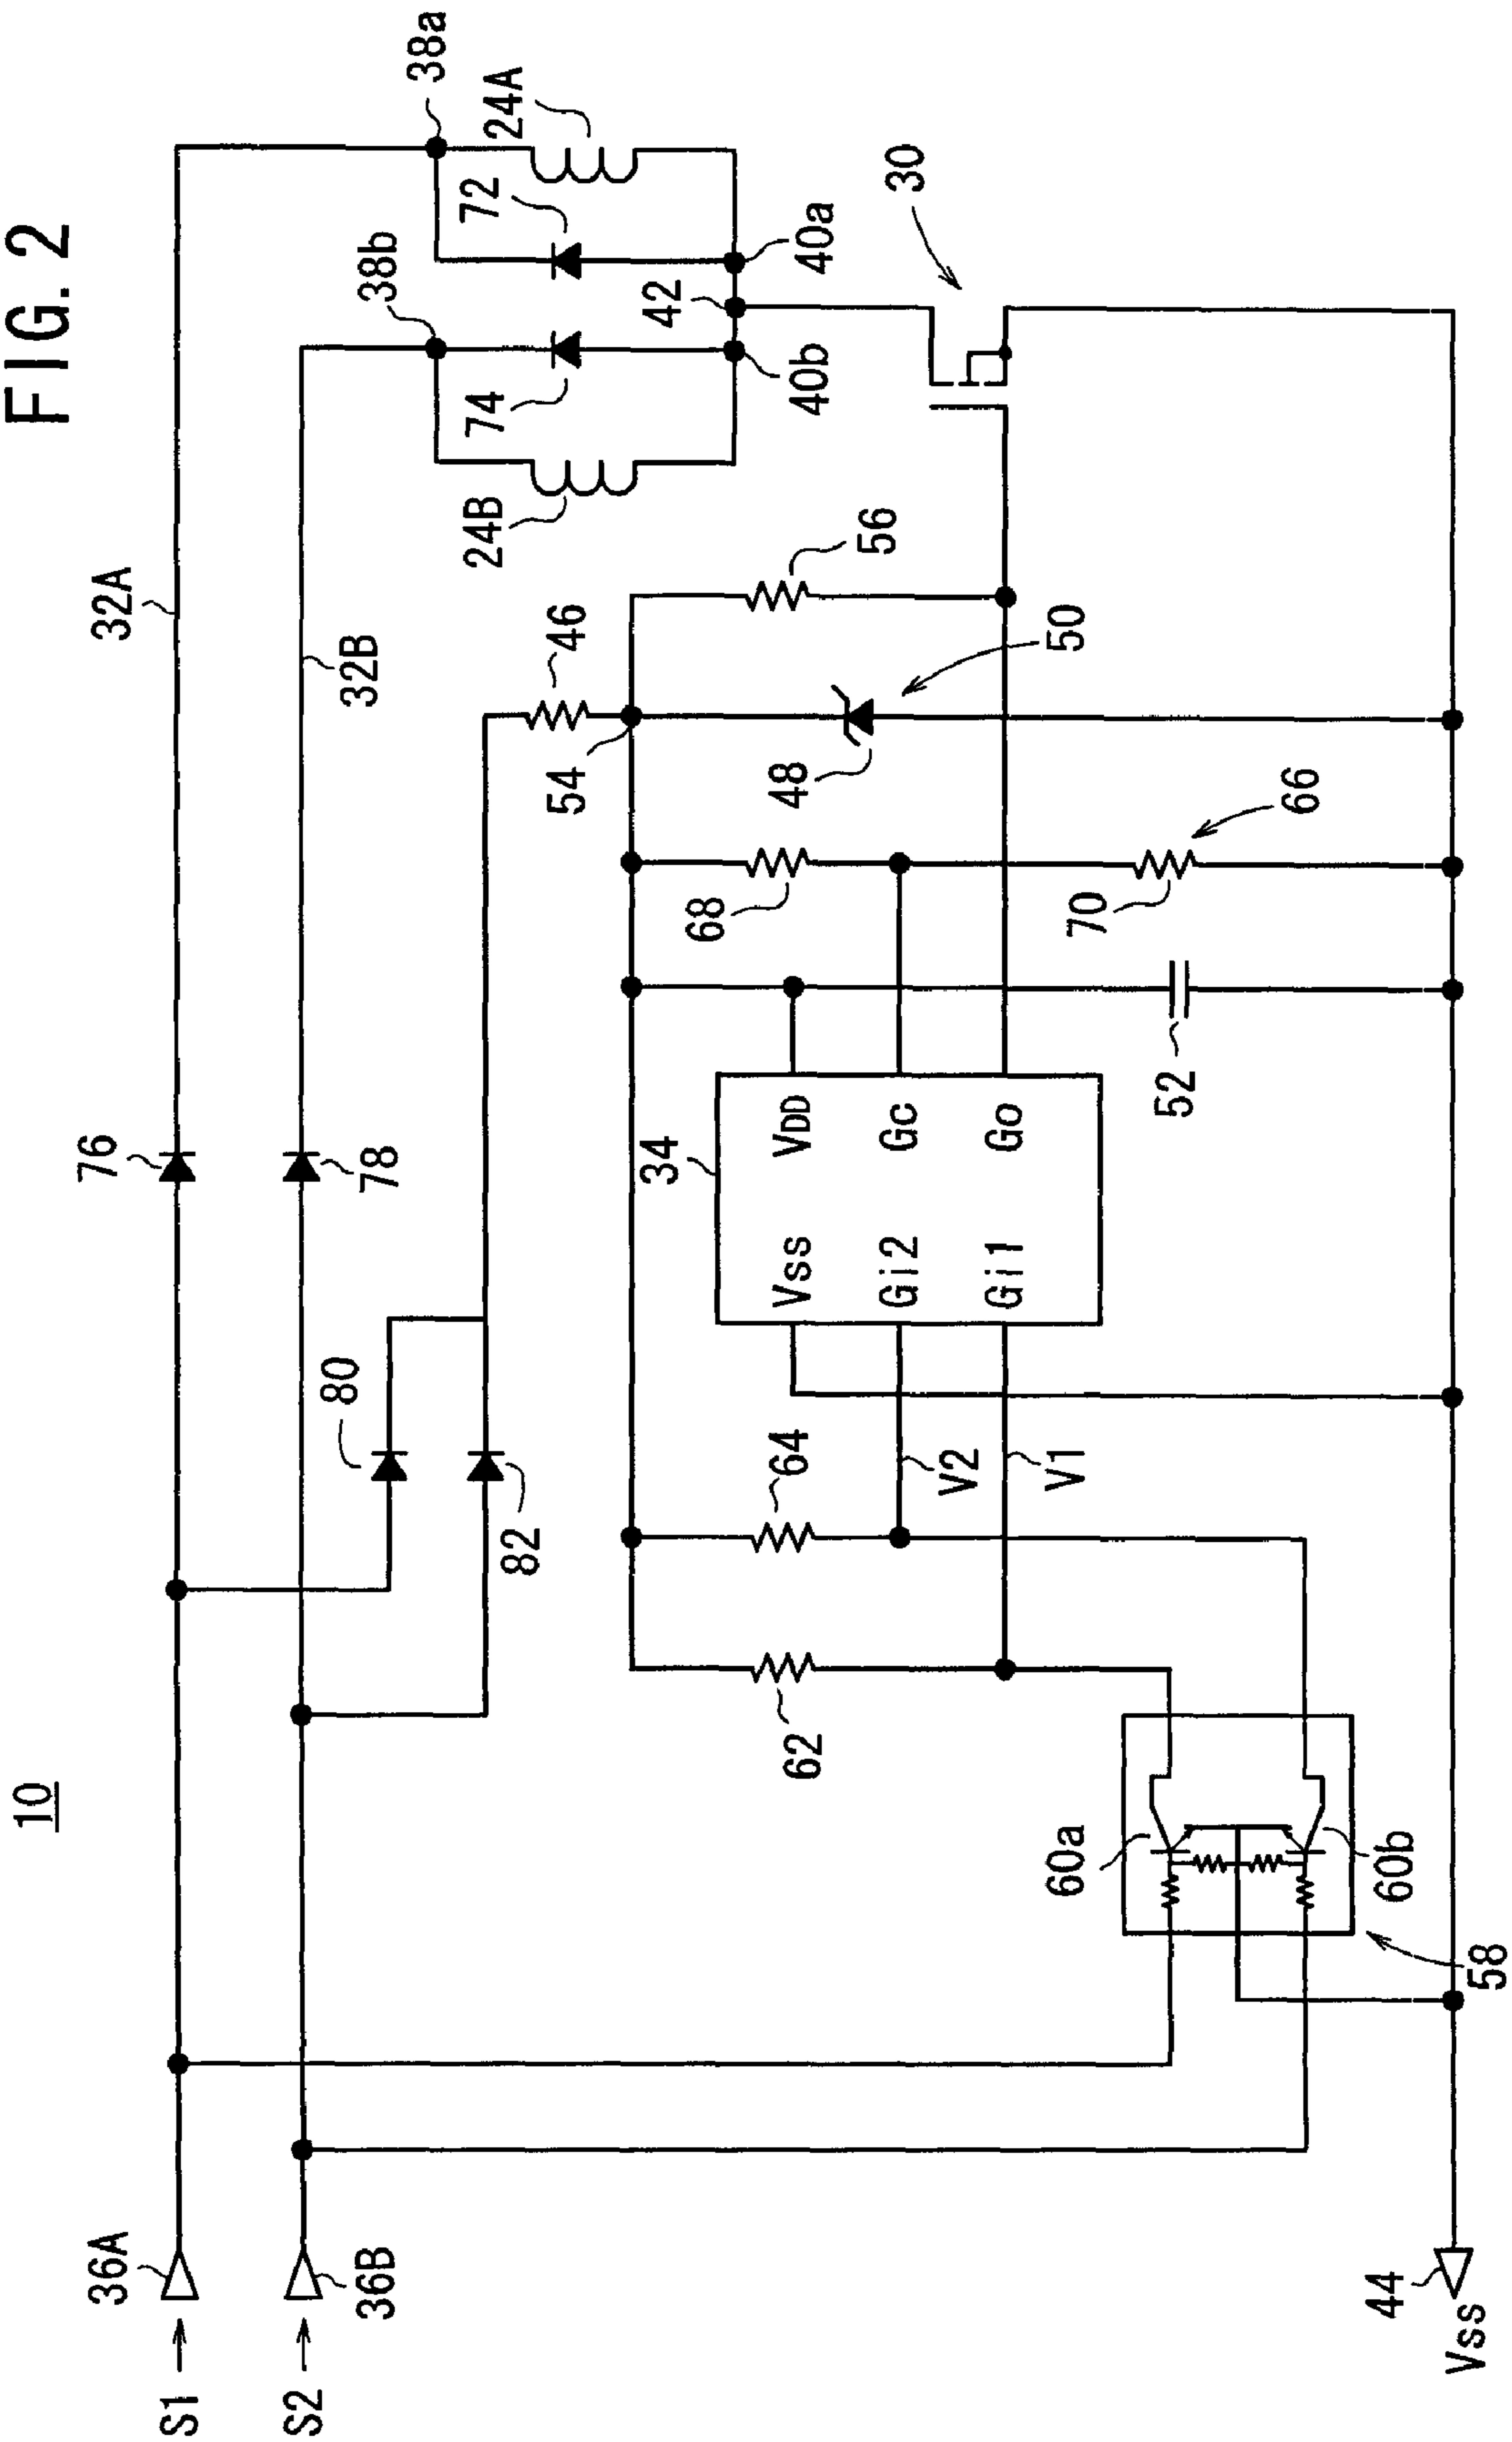 FIG. 2
10
S1
36A
S2
36B
32A
32B
76
78
80
82
38a
38b
24A
72
74
24B
40a
42
40b
30
46
54
56
48
50
68
66
70
52
34
VDD
Gc
Go
Vss
Gi2
Gi1
64
V2
V1
62
60a
60b
58
44
Vss